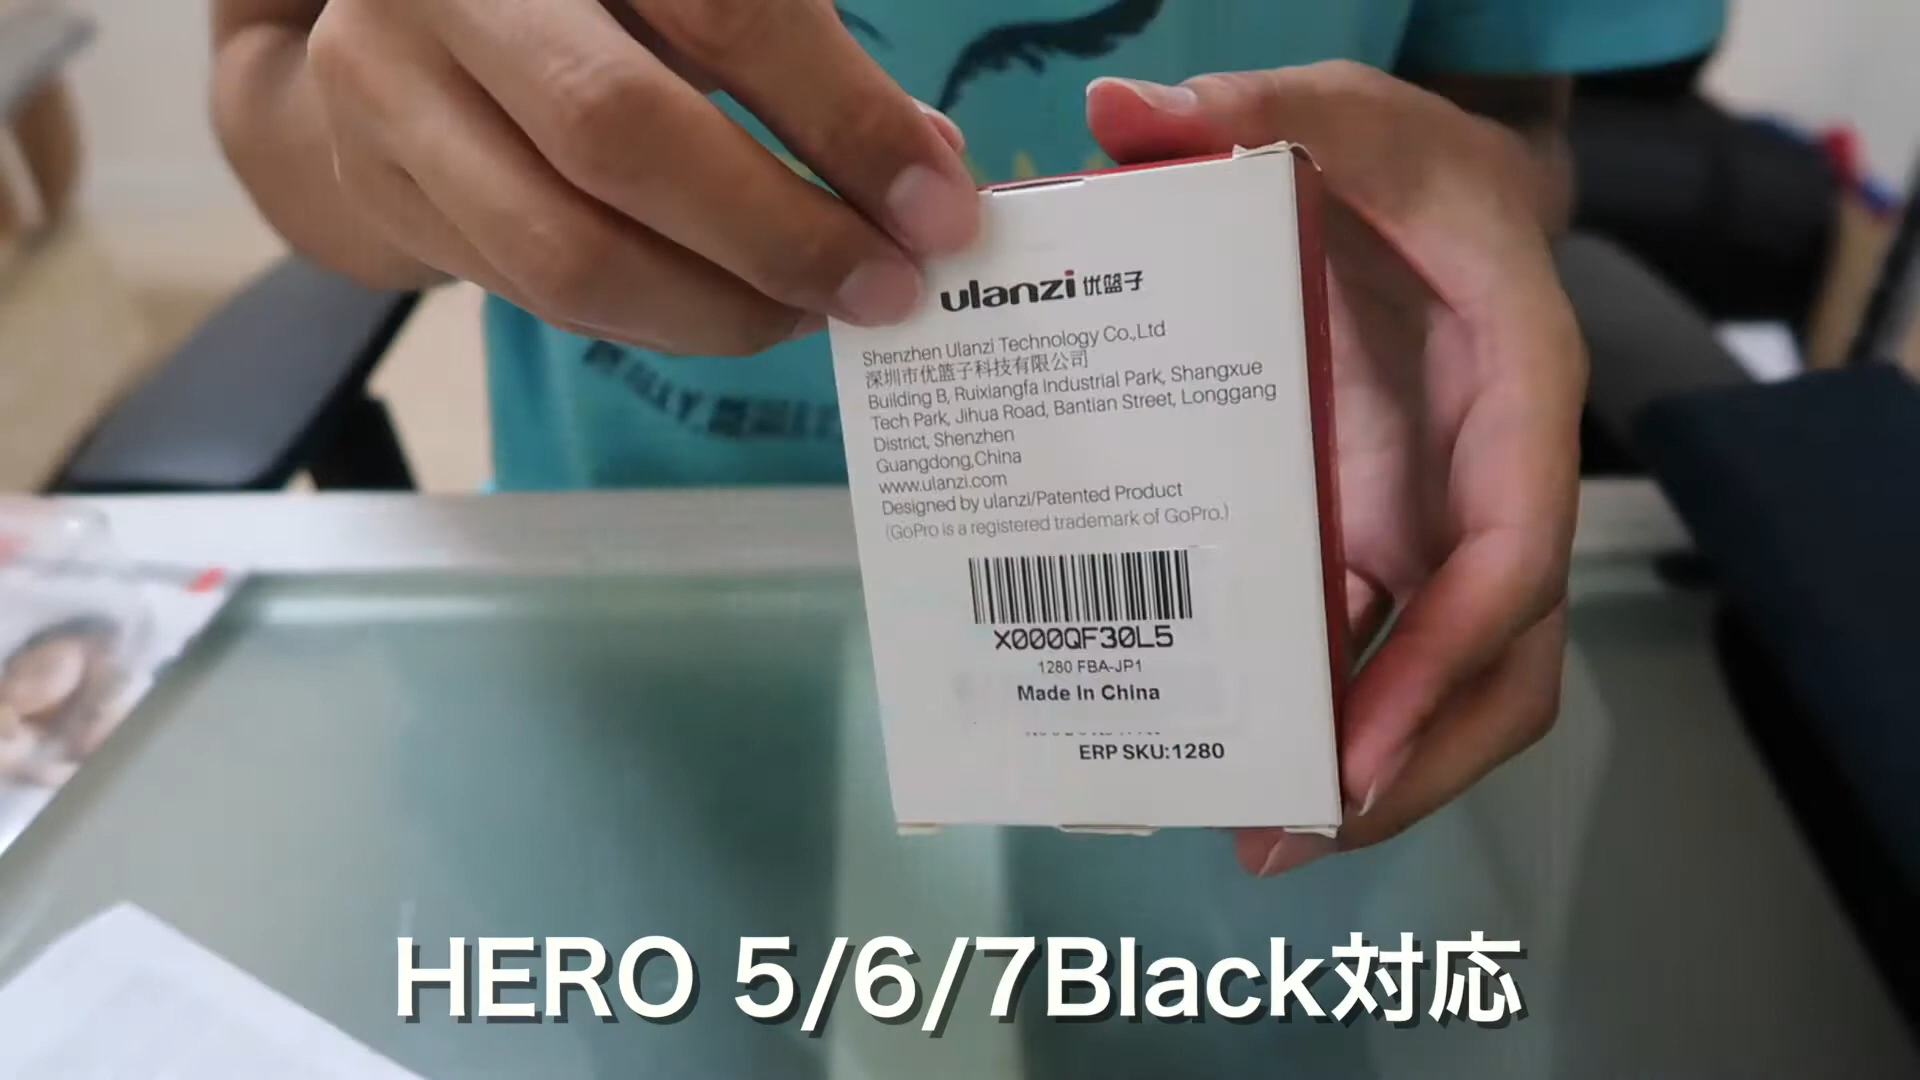 ulanzi 优篮子
Shenzhen Ulanzi Technology Co.,Ltd
深圳市优篮子科技有限公司
Building B, Ruixiangfa Industrial Park, Shangxue
Tech Park, Jihua Road, Bantian Street, Longgang
District, Shenzhen
Guangdong,China
www.ulanzi.com
Designed by ulanzi/Patented Product
(GoPro is a registered trademark of GoPro.)
X000QF30L5
1280 FBA-JP1
Made In China
ERP SKU:1280
HERO 5/6/7Black対応